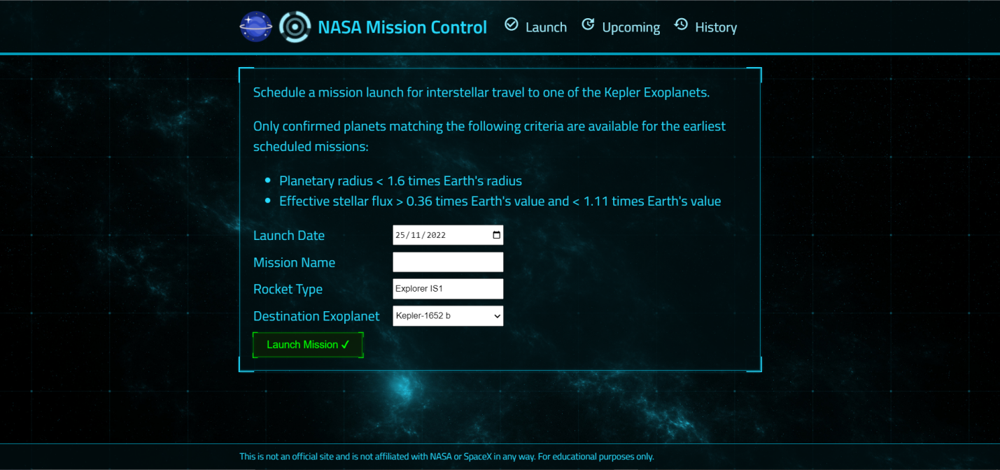 NASA Mission Control Launch Upcoming History
Schedule a mission launch for interstellar travel to one of the Kepler Exoplanets.
Only confirmed planets matching the following criteria are available for the earliest
scheduled missions:
• Planetary radius < 1.6 times Earth's radius
• Effective stellar flux > 0.36 times Earth's value and < 1.11 times Earth's value
Launch Date 25/11/2022
Mission Name
Rocket Type Explorer IS1
Destination Exoplanet Kepler-1652 b
Launch Mission ✔
This is not an official site and is not affiliated with NASA or SpaceX in any way. For educational purposes only.